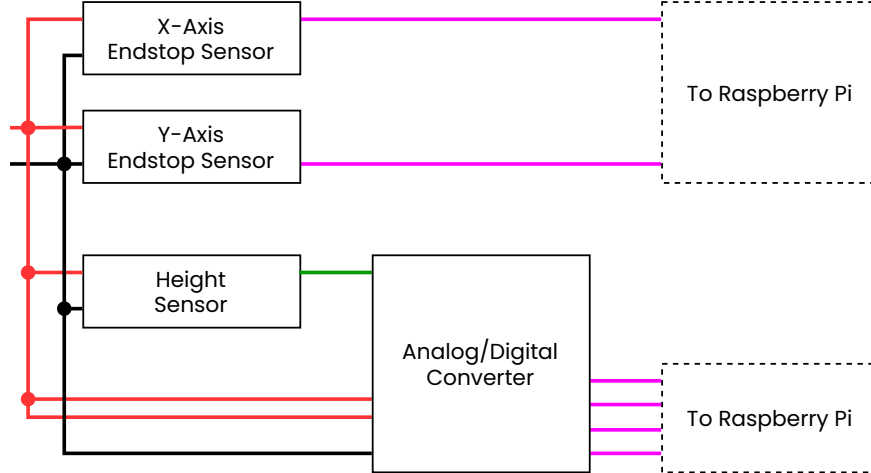 X-Axis
Endstop Sensor
To Raspberry Pi
Y-Axis
Endstop Sensor
Height
Sensor
Analog/Digital
Converter
To Raspberry Pi